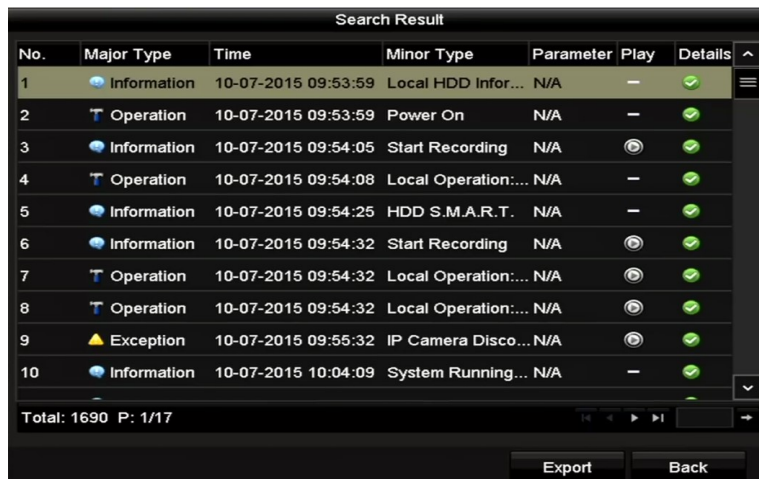 Search Result
No. Major Type Time Minor Type Parameter Play Details
1 Information 10-07-2015 09:53:59 Local HDD Infor... N/A –
2 Operation 10-07-2015 09:53:59 Power On N/A –
3 Information 10-07-2015 09:54:05 Start Recording N/A
4 Operation 10-07-2015 09:54:08 Local Operation:... N/A –
5 Information 10-07-2015 09:54:25 HDD S.M.A.R.T. N/A –
6 Information 10-07-2015 09:54:32 Start Recording N/A
7 Operation 10-07-2015 09:54:32 Local Operation:... N/A
8 Operation 10-07-2015 09:54:32 Local Operation:... N/A
9 Exception 10-07-2015 09:55:32 IP Camera Disco... N/A
10 Information 10-07-2015 10:04:09 System Running... N/A –
Total: 1690 P: 1/17
Export Back